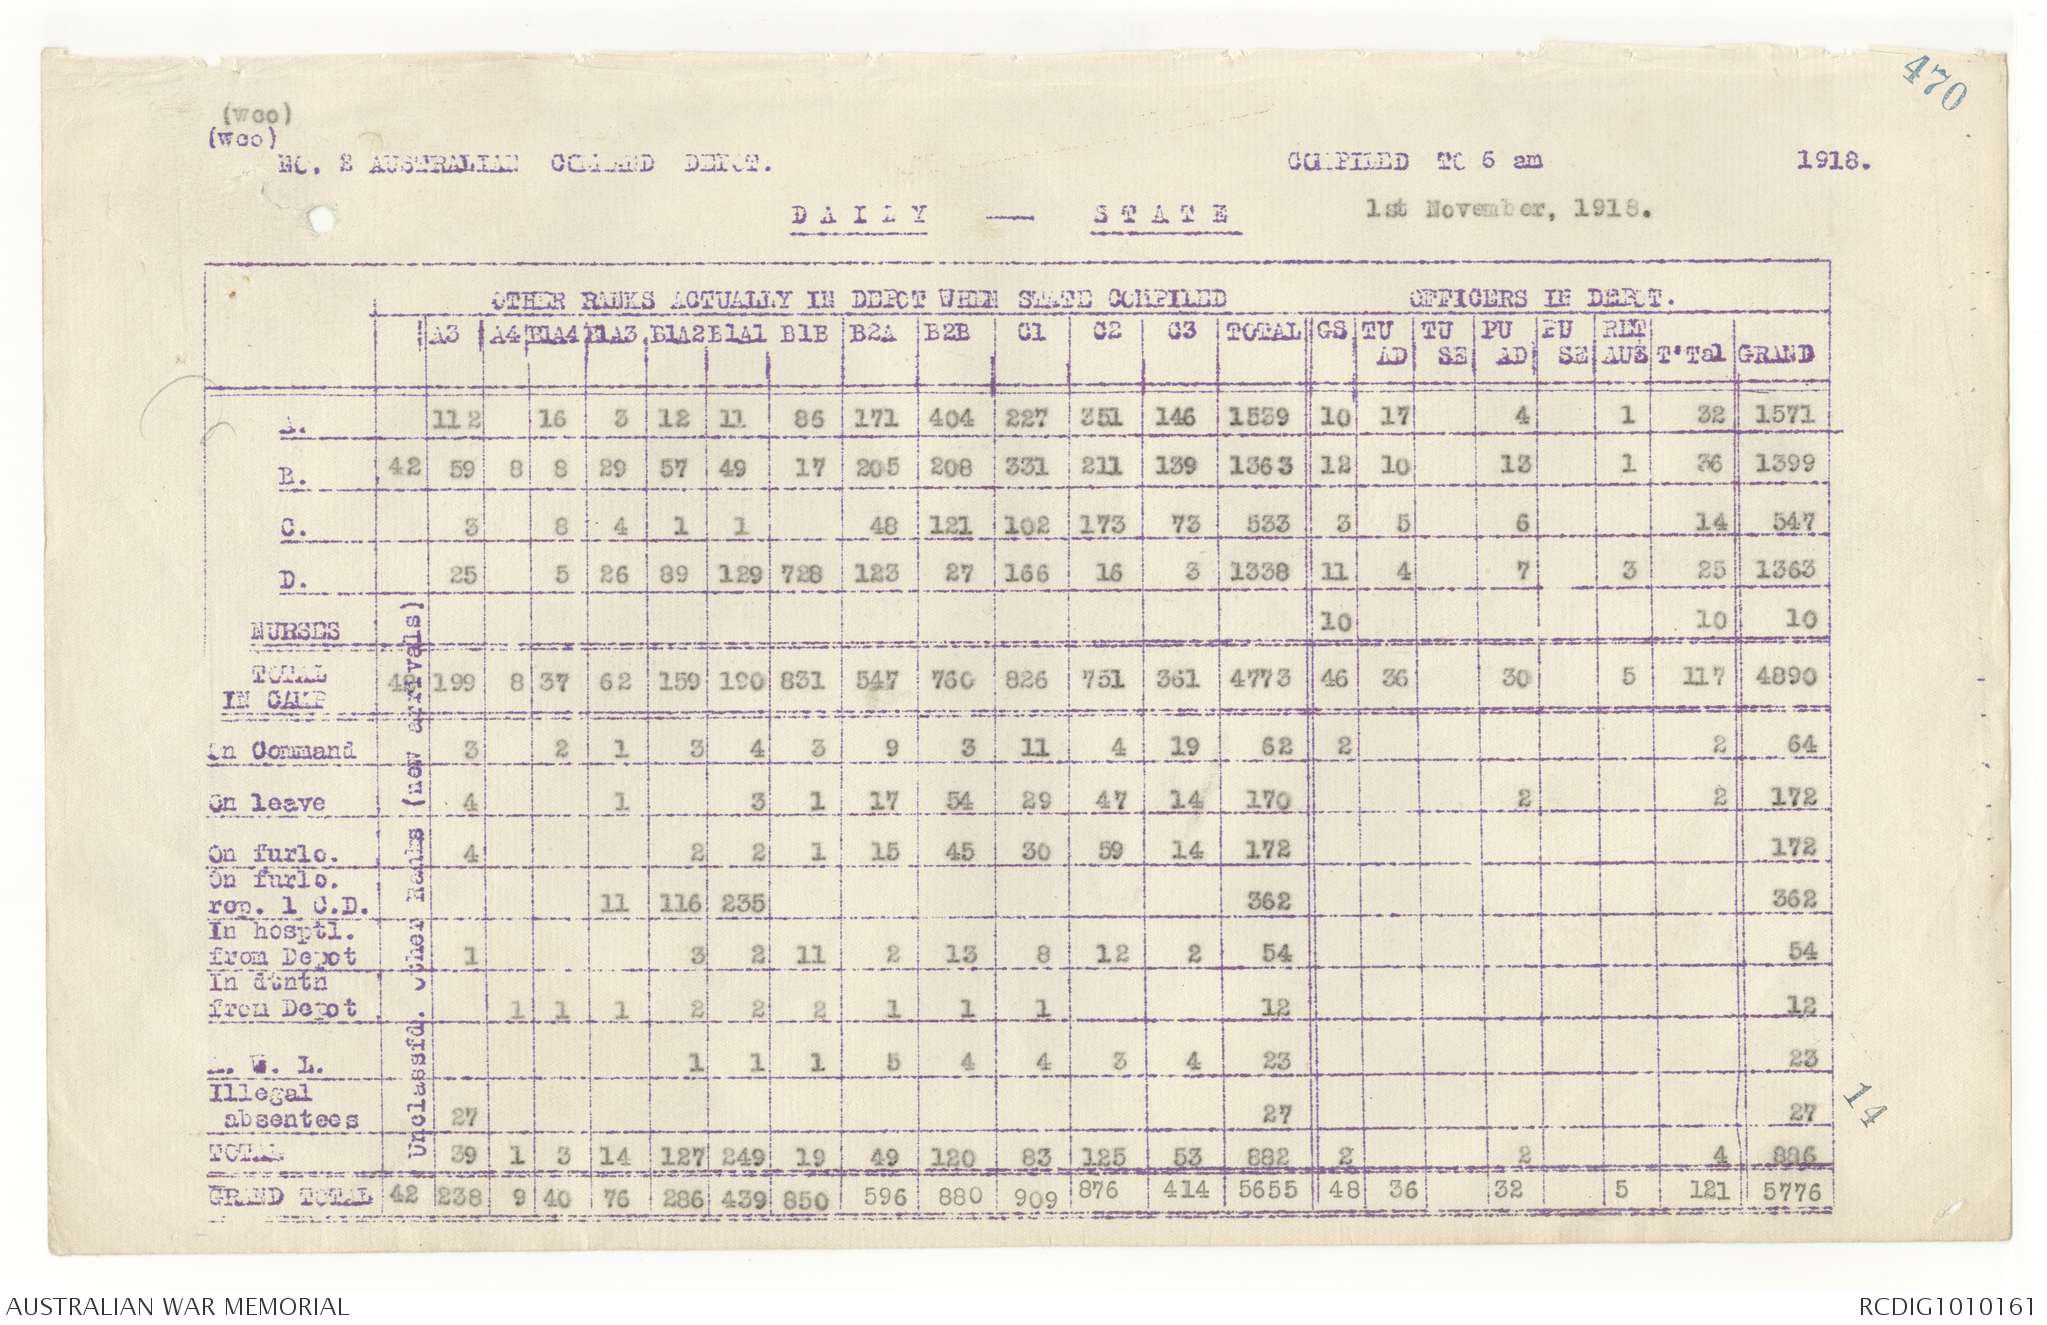 470
(wco)
(wco)
NO. 2 AUSTRALIAN COMMAND DEPOT. COMPILED TO 6 am 1918.
DAILY — STATE 1st November, 1918.
OTHER RANKS ACTUALLY IN DEPOT WHEN STATE COMPILED OFFICERS IN DEPOT.
A3 A4 B1A4 B1A3 B1A2 B1A1 B1B B2A B2B C1 C2 C3 TOTAL GS TU AD TU SE PU AD PU SE RLT AUS T'Tal GRAND
A. 112 16 3 12 11 86 171 404 227 351 146 1539 10 17 4 1 32 1571
B. 42 59 8 8 29 57 49 17 205 208 331 211 139 1363 12 10 13 1 36 1399
C. 3 8 4 1 1 48 121 102 173 73 533 3 5 6 14 547
D. 25 5 26 89 129 728 123 27 166 16 3 1338 11 4 7 3 25 1363
NURSES 10 10 10
TOTAL
IN CAMP 42 199 8 37 62 159 190 831 547 760 826 751 361 4773 46 36 30 5 117 4890
On Command 3 2 1 3 4 3 9 3 11 4 19 62 2 2 64
On leave 4 1 3 1 17 54 29 47 14 170 2 2 172
On furlo. 4 2 2 1 15 45 30 59 14 172 172
On furlo.
rep. 1 C.D. 11 116 235 362 362
In hosptl.
from Depot 1 3 2 11 2 13 8 12 2 54 54
In dtntn
from Depot 1 1 1 2 2 2 1 1 1 12 12
A. W. L. 1 1 1 5 4 4 3 4 23 23
Illegal
absentees 27 27 27
TOTAL 39 1 3 14 127 249 19 49 120 83 125 53 882 2 2 4 886
GRAND TOTAL 42 238 9 40 76 286 439 850 596 880 909 876 414 5655 48 36 32 5 121 5776
Unclassfd. Other Ranks (new arrivals)
14
AUSTRALIAN WAR MEMORIAL RCDIG1010161